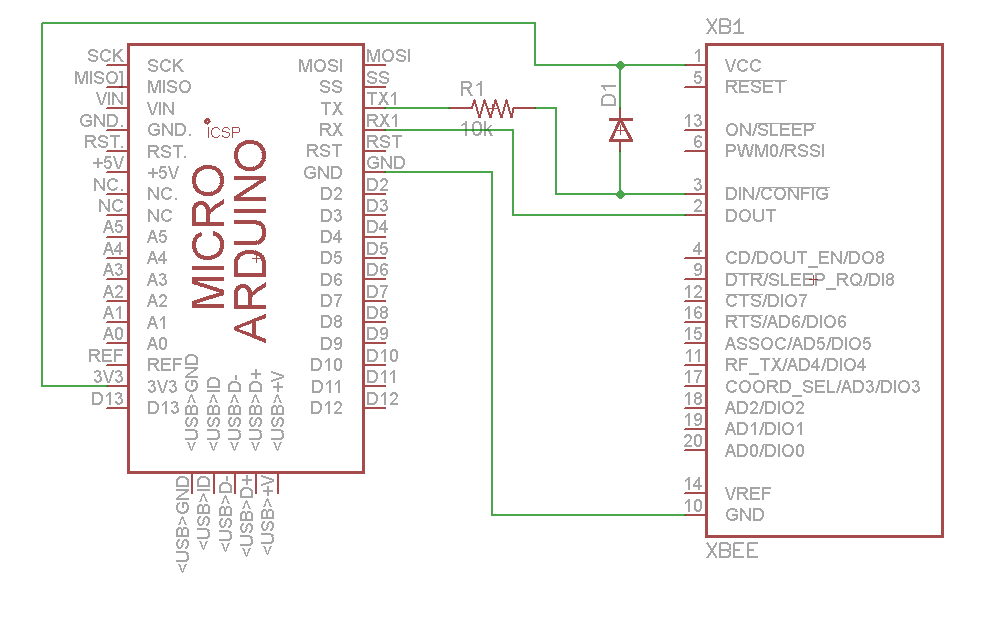 XB1
SCK
MISO1
VIN
GND.
RST.
+5V
NC.
NC
A5
A4
A3
A2
A1
A0
REF
3V3
D13
SCK
MISO
VIN
GND.
RST.
+5V
NC.
NC
A5
A4
A3
A2
A1
A0
REF
3V3
D13
ICSP
MICRO
ARDUINO
<USB>GND
<USB>ID
<USB>D-
<USB>D+
<USB>+V
<USB>GND
<USB>ID
<USB>D-
<USB>D+
<USB>+V
MOSI
SS
TX
RX
RST
GND
D2
D3
D4
D5
D6
D7
D8
D9
D10
D11
D12
MOSI
SS
TX1
RX1
RST
GND
D2
D3
D4
D5
D6
D7
D8
D9
D10
D11
D12
R1
10k
D1
1 VCC
5 RESET
13 ON/SLEEP
6 PWM0/RSSI
3 DIN/CONFIG
2 DOUT
4 CD/DOUT_EN/DO8
9 DTR/SLEEP_RQ/DI8
12 CTS/DIO7
16 RTS/AD6/DIO6
15 ASSOC/AD5/DIO5
11 RF_TX/AD4/DIO4
17 COORD_SEL/AD3/DIO3
18 AD2/DIO2
19 AD1/DIO1
20 AD0/DIO0
14 VREF
10 GND
XBEE